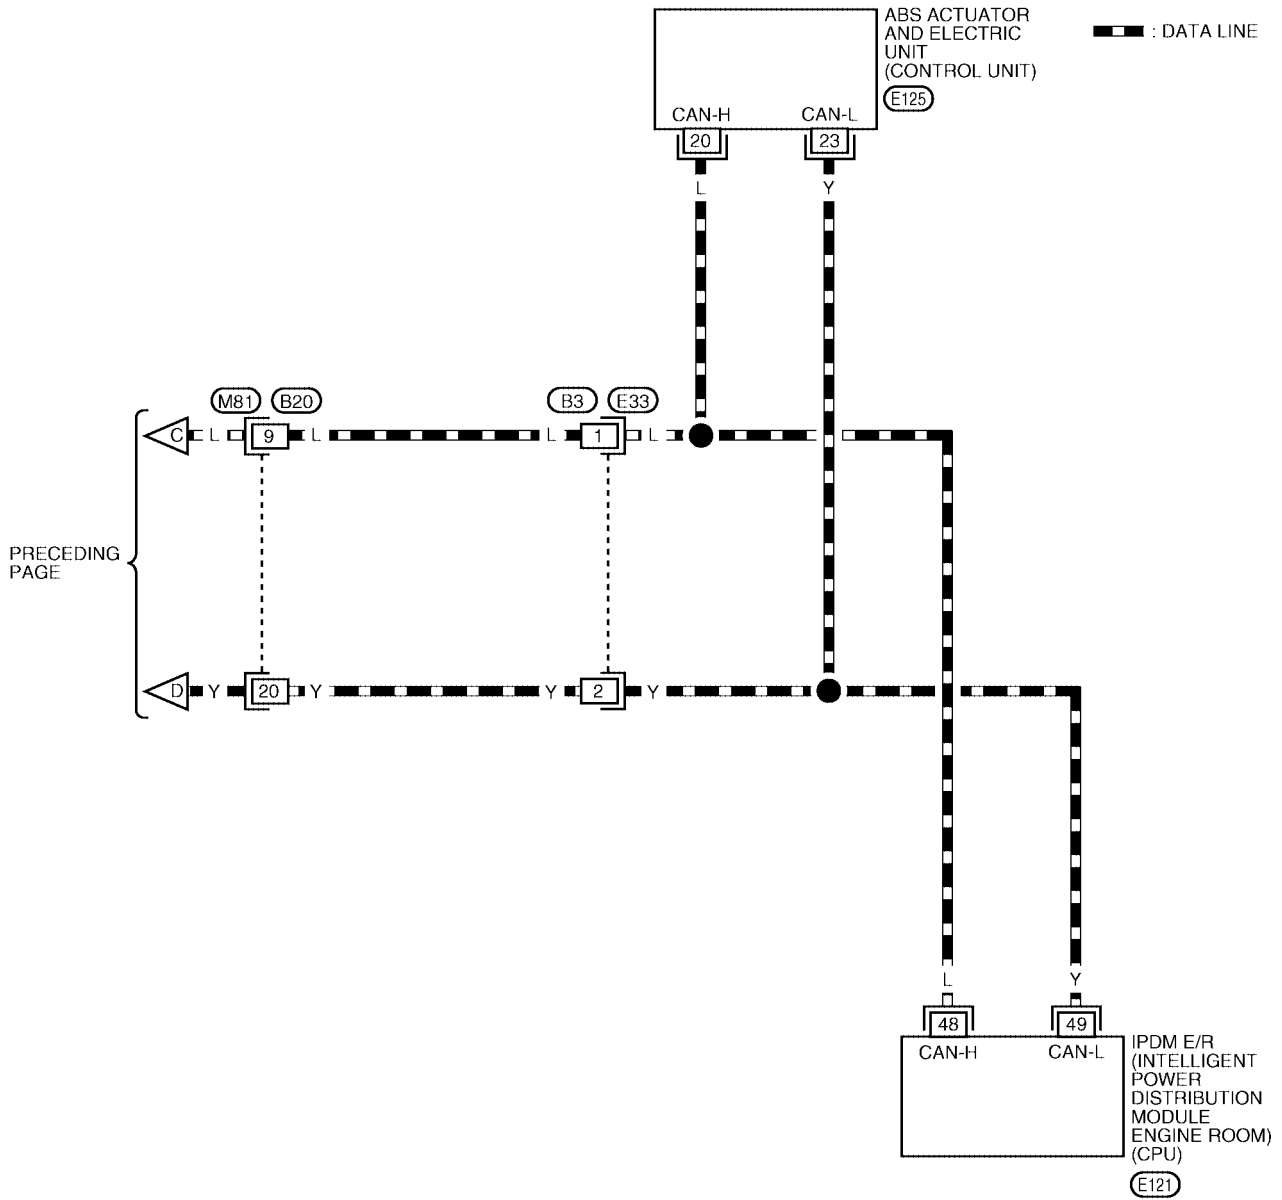 ABS ACTUATOR
AND ELECTRIC
UNIT
(CONTROL UNIT)
E125
: DATA LINE
CAN-H
CAN-L
20
23
L
Y
M81
B20
B3
E33
C
L
9
L
L
1
L
PRECEDING
PAGE
D
Y
20
Y
Y
2
Y
L
Y
48
49
CAN-H
CAN-L
IPDM E/R
(INTELLIGENT
POWER
DISTRIBUTION
MODULE
ENGINE ROOM)
(CPU)
E121